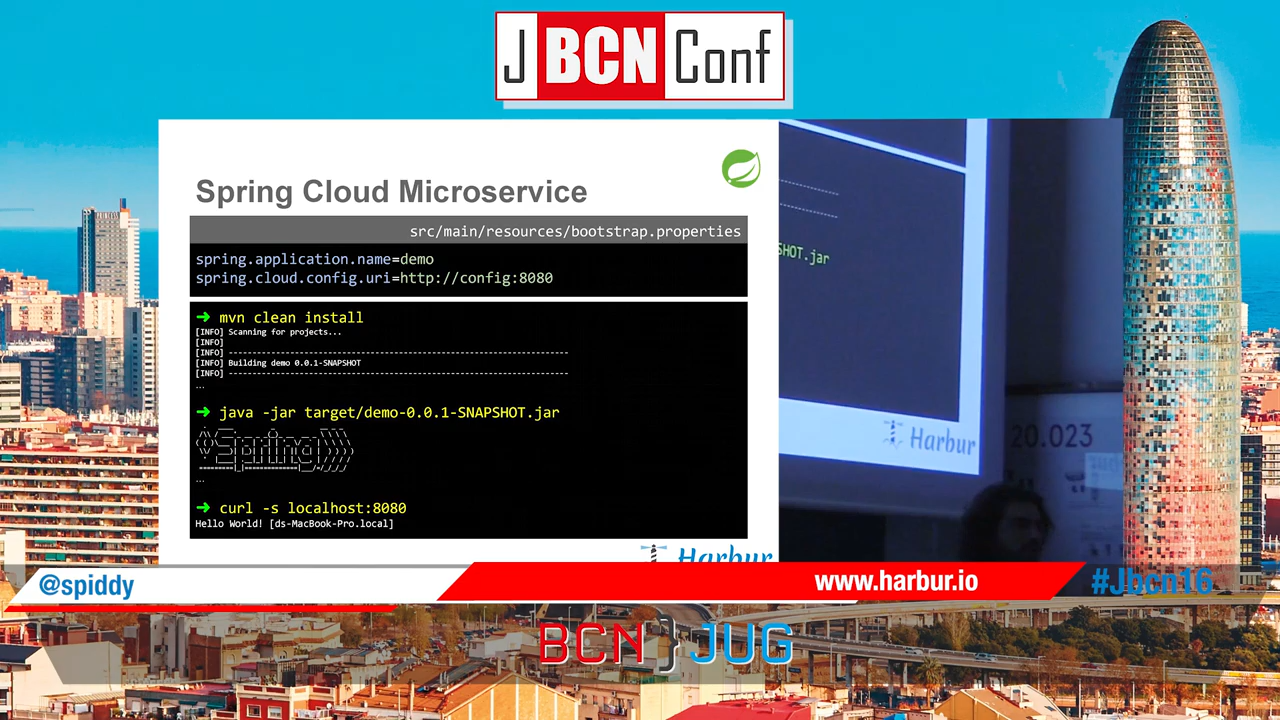 J BCN Conf
Spring Cloud Microservice
src/main/resources/bootstrap.properties
spring.application.name=demo
spring.cloud.config.uri=http://config:8080
➜ mvn clean install
[INFO] Scanning for projects...
[INFO]
[INFO] ------------------------------------------------------------------------
[INFO] Building demo 0.0.1-SNAPSHOT
[INFO] ------------------------------------------------------------------------
...
➜ java -jar target/demo-0.0.1-SNAPSHOT.jar
Spring
...
➜ curl -s localhost:8080
Hello World! [ds-MacBook-Pro.local]
Harbur
SHOT.jar
Harbur
20.023
@spiddy
www.harbur.io
#Jbcn16
BCN JUG